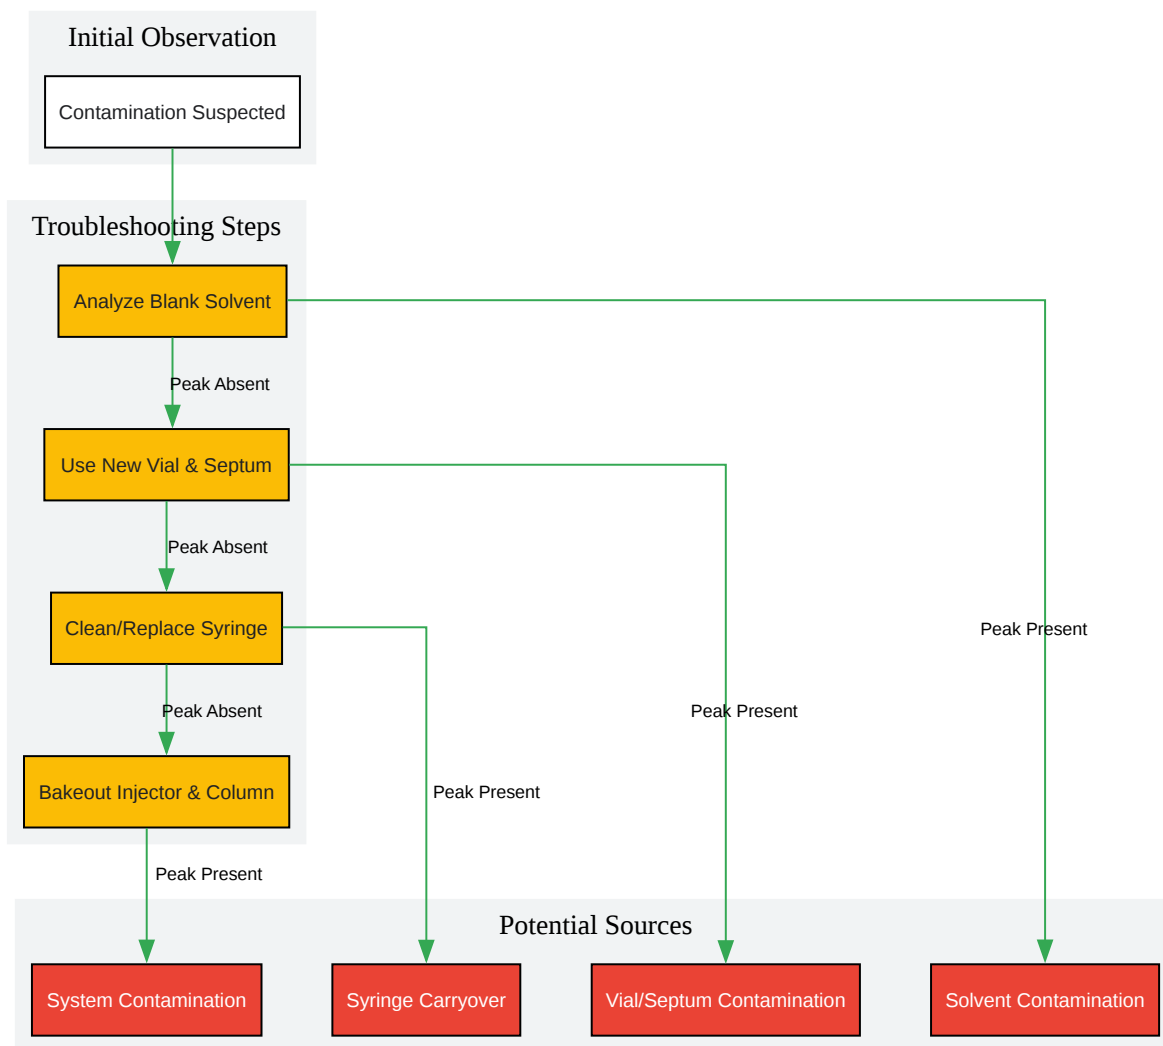 Initial Observation
Contamination Suspected
Troubleshooting Steps
Analyze Blank Solvent
Peak Absent
Use New Vial & Septum
Peak Absent
Clean/Replace Syringe
Peak Present
Peak Absent
Peak Present
Bakeout Injector & Column
Peak Present
Peak Present
Potential Sources
System Contamination
Syringe Carryover
Vial/Septum Contamination
Solvent Contamination